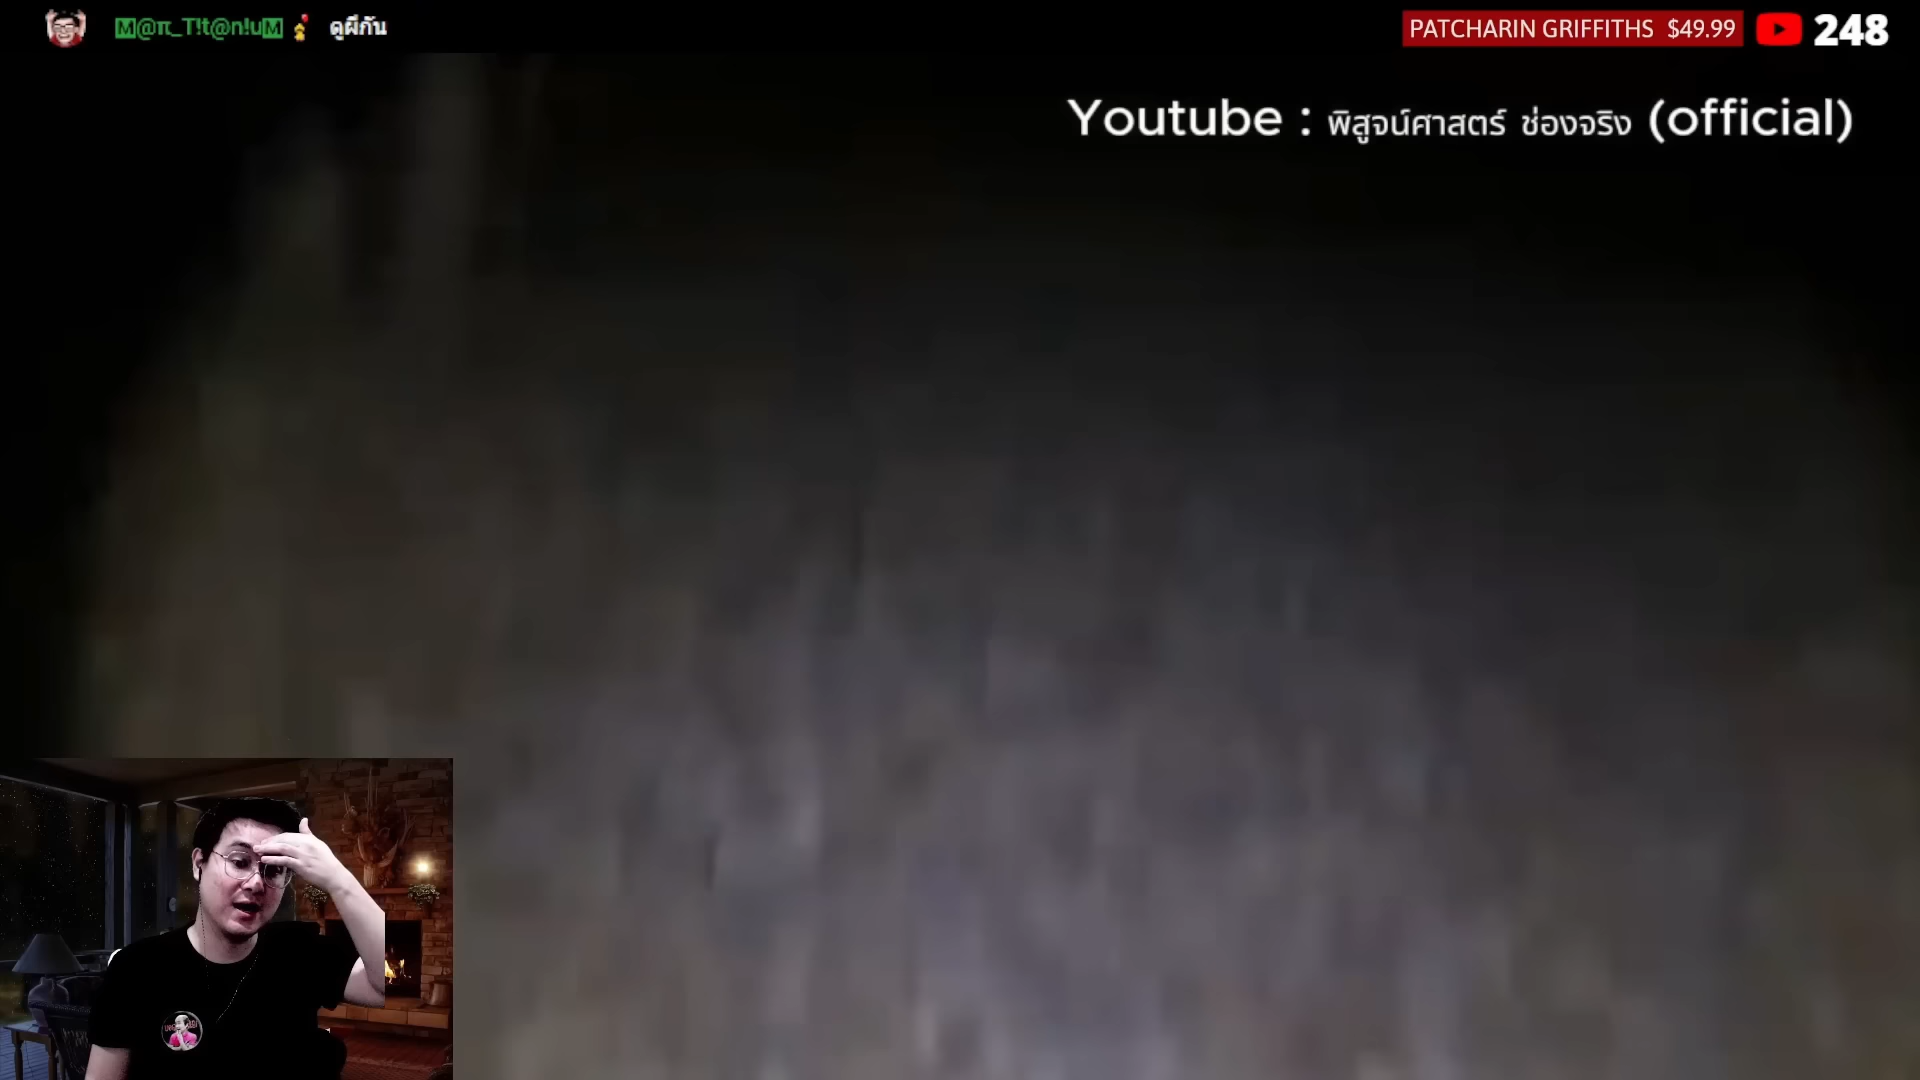 M@π_T!t@n!uM ดูผีกัน
PATCHARIN GRIFFITHS $49.99
248
Youtube : พิสูจน์ศาสตร์ ช่องจริง (official)